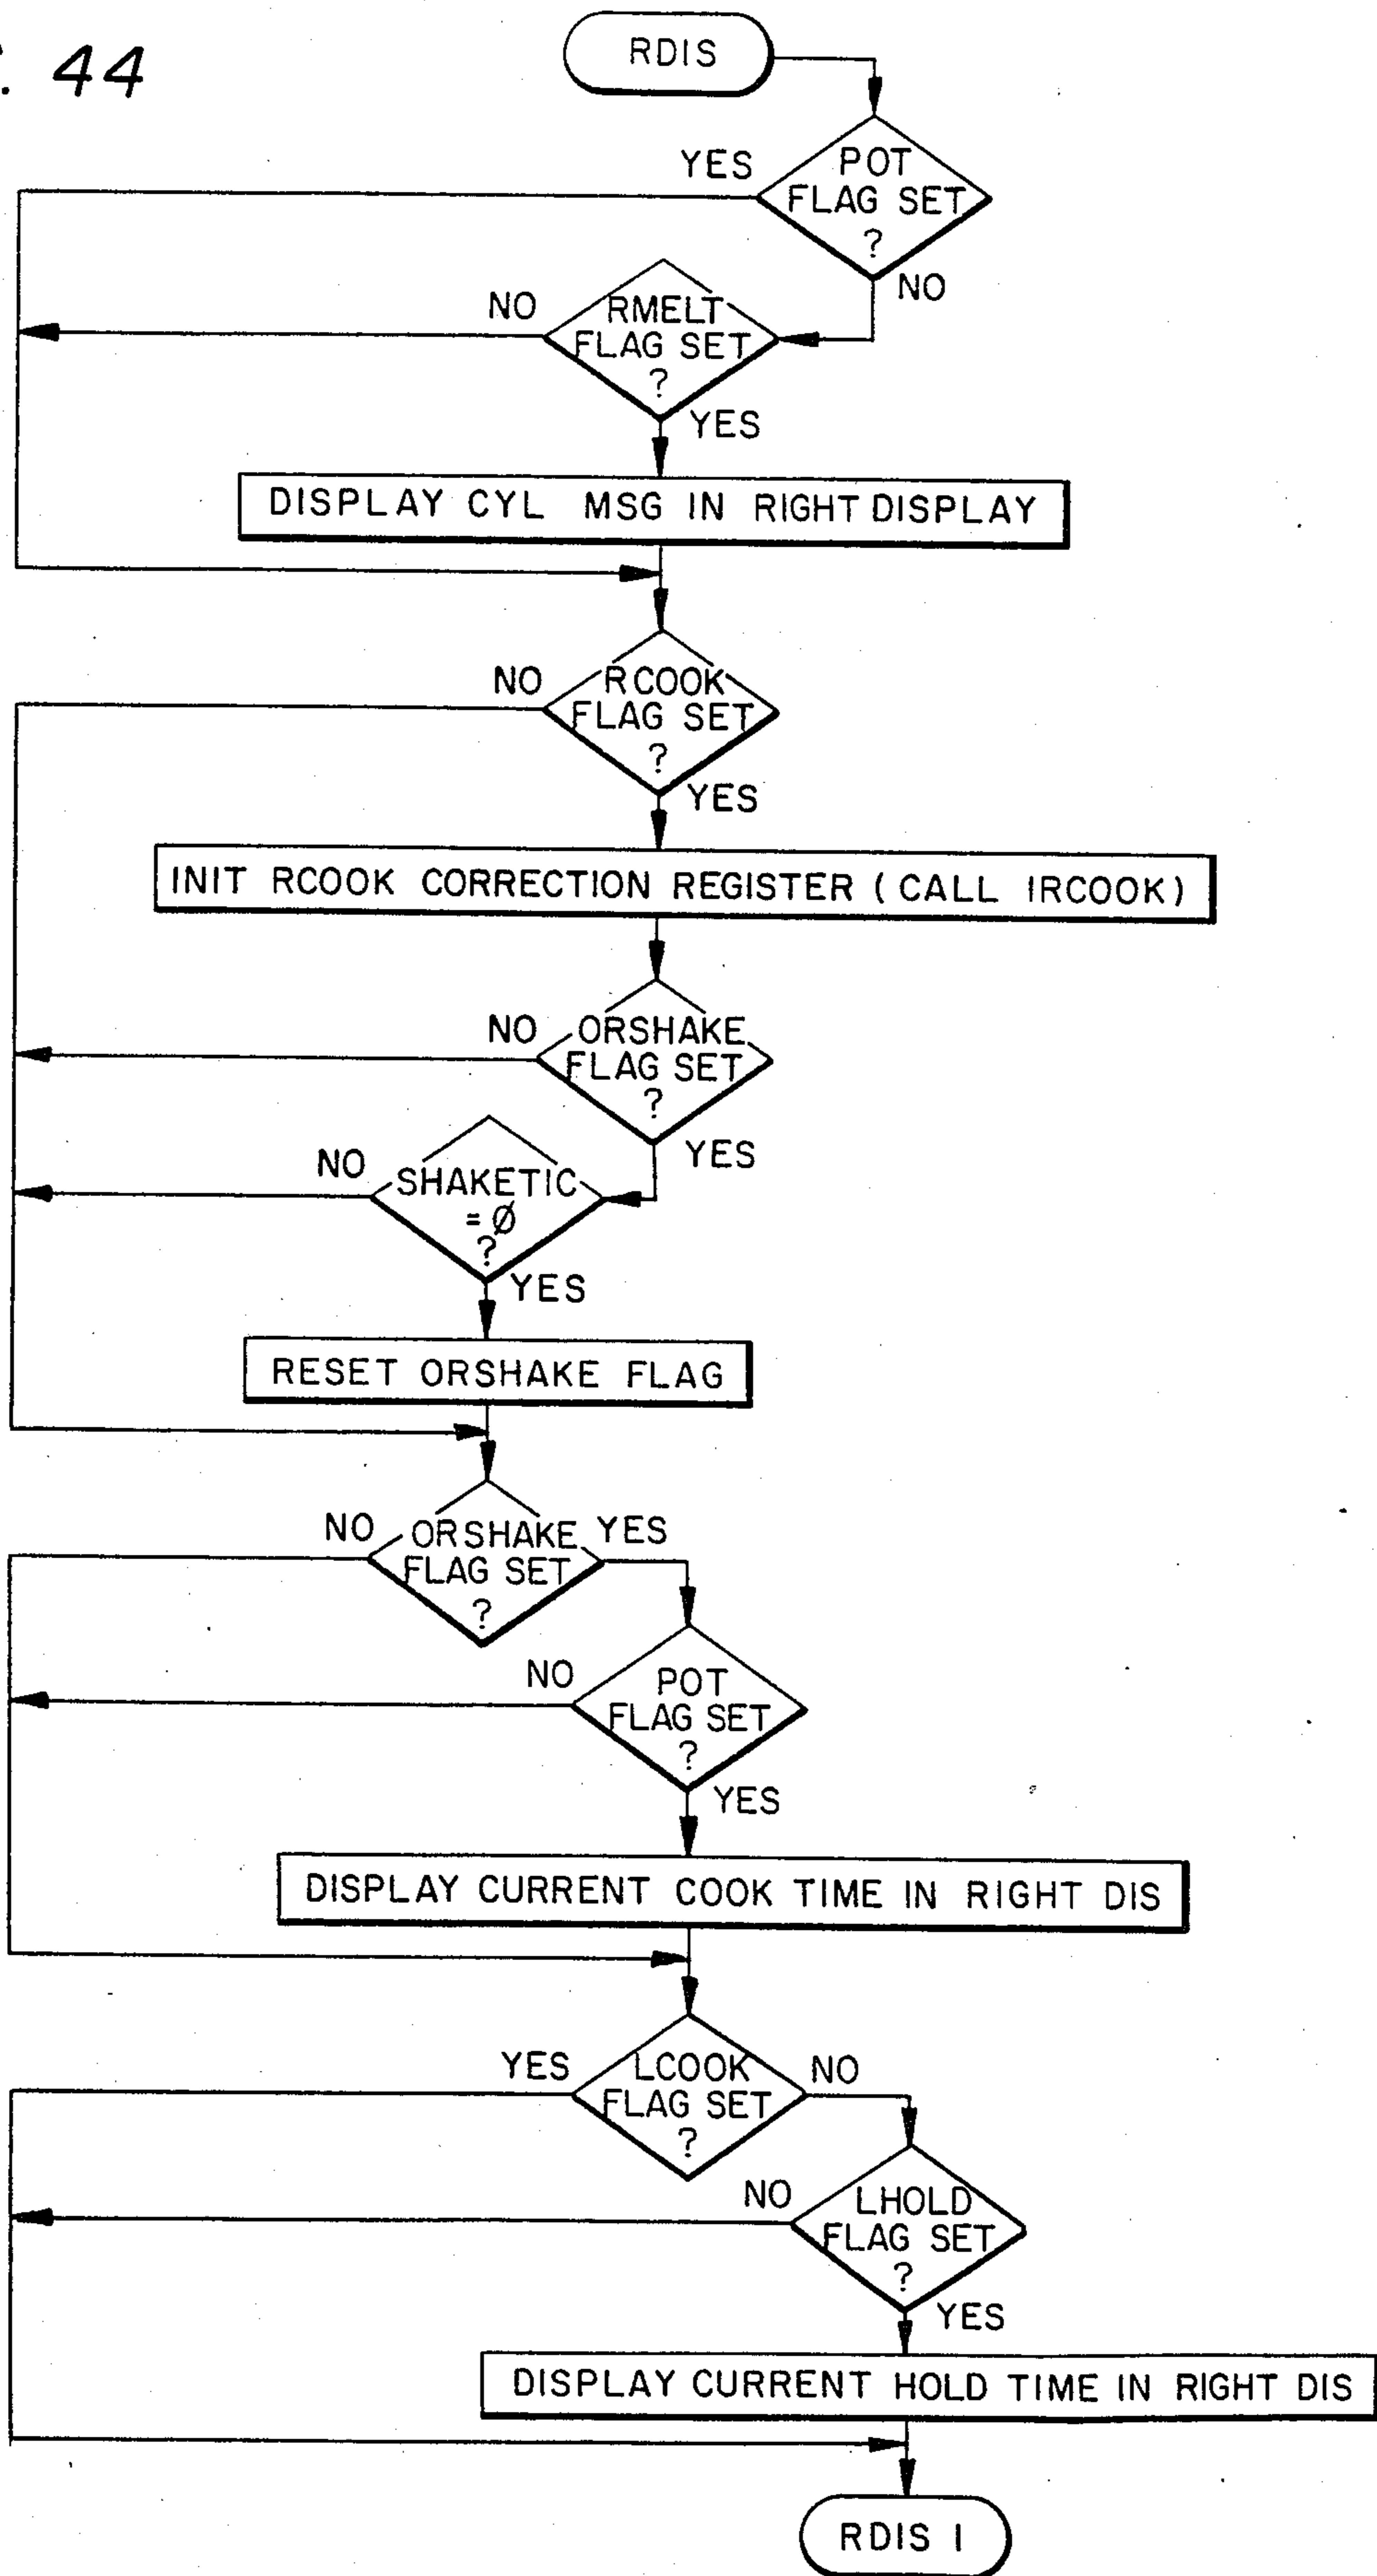 . 44
RDIS
POT
FLAG SET
?
YES
NO
RMELT
FLAG SET
?
NO
YES
DISPLAY CYL MSG IN RIGHT DISPLAY
RCOOK
FLAG SET
?
NO
YES
INIT RCOOK CORRECTION REGISTER (CALL IRCOOK)
ORSHAKE
FLAG SET
?
NO
YES
SHAKETIC
=Ø
?
NO
YES
RESET ORSHAKE FLAG
ORSHAKE
FLAG SET
?
NO
YES
POT
FLAG SET
?
NO
YES
DISPLAY CURRENT COOK TIME IN RIGHT DIS
LCOOK
FLAG SET
?
YES
NO
LHOLD
FLAG SET
?
NO
YES
DISPLAY CURRENT HOLD TIME IN RIGHT DIS
RDIS 1